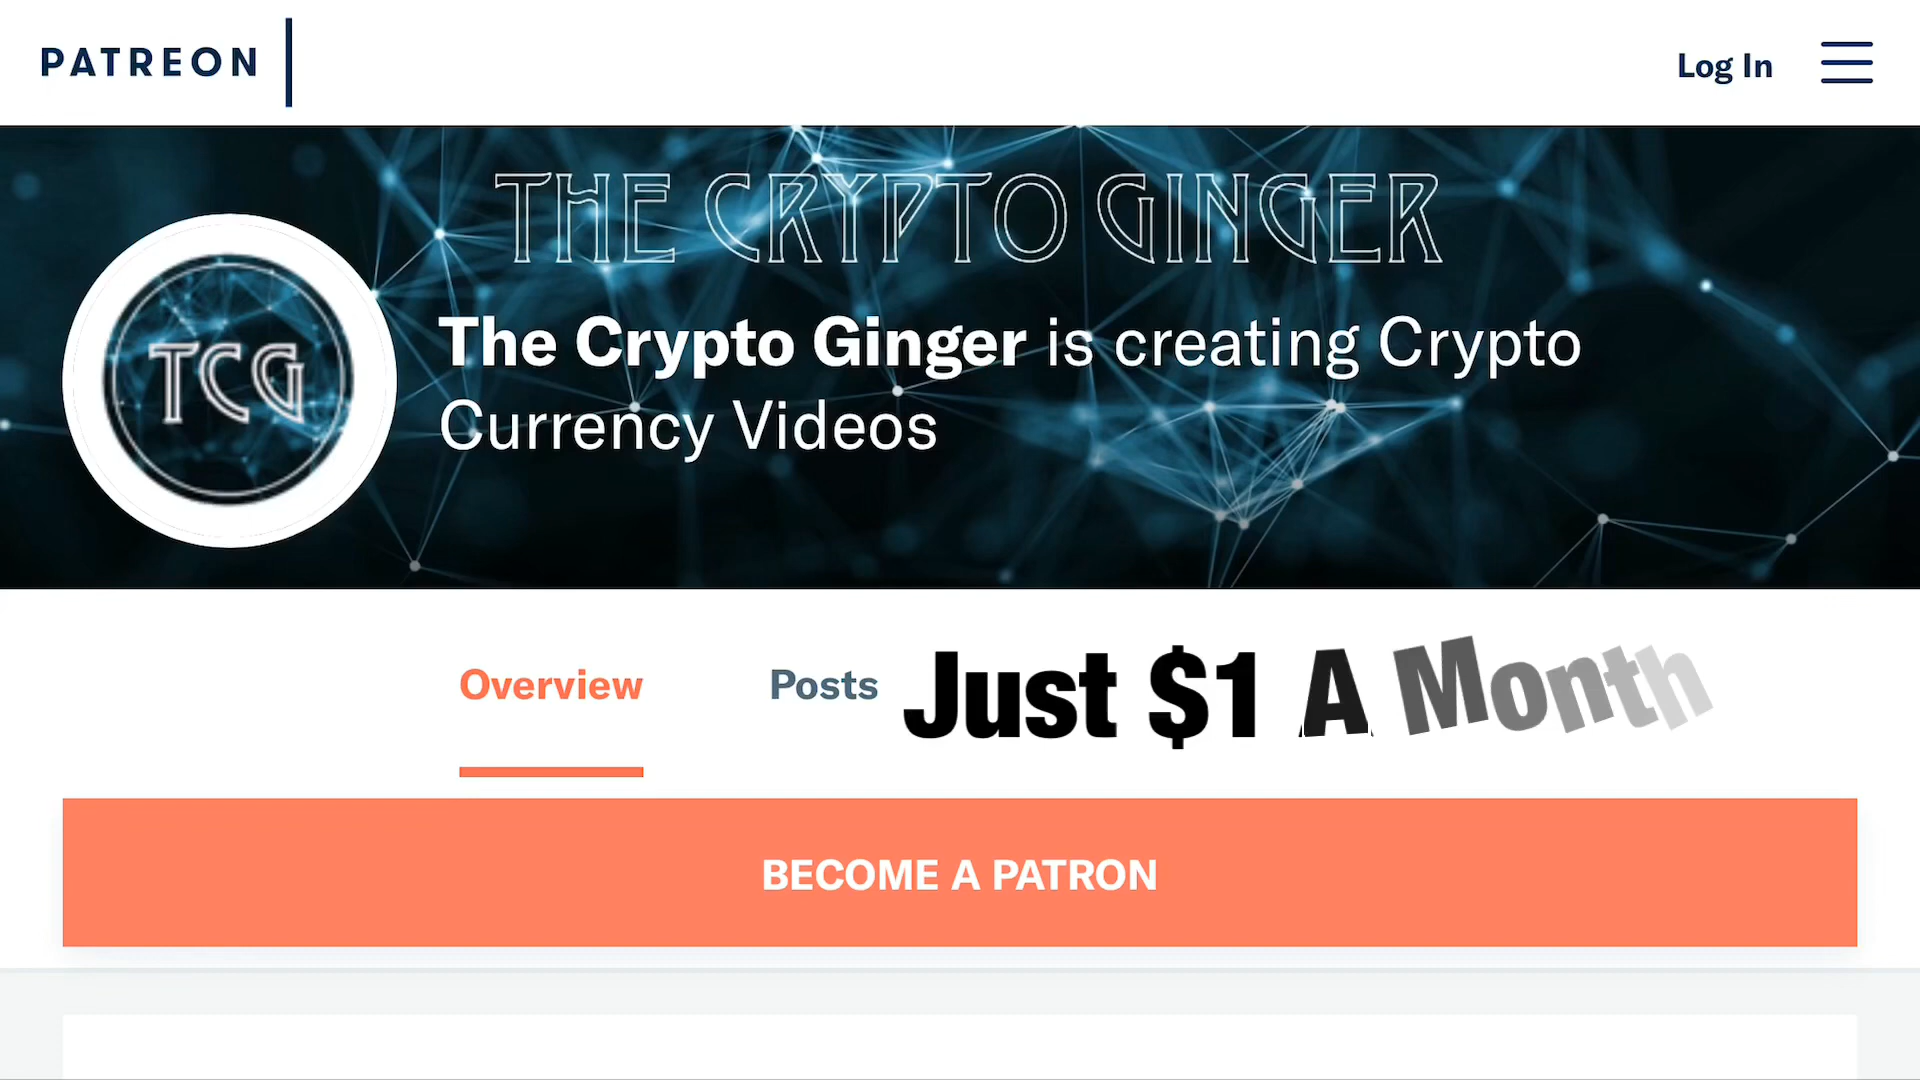 PATREON
Log In
THE CRYPTO GINGER
TCG
The Crypto Ginger is creating Crypto
Currency Videos
Overview
Posts
Just $1 A Month
BECOME A PATRON